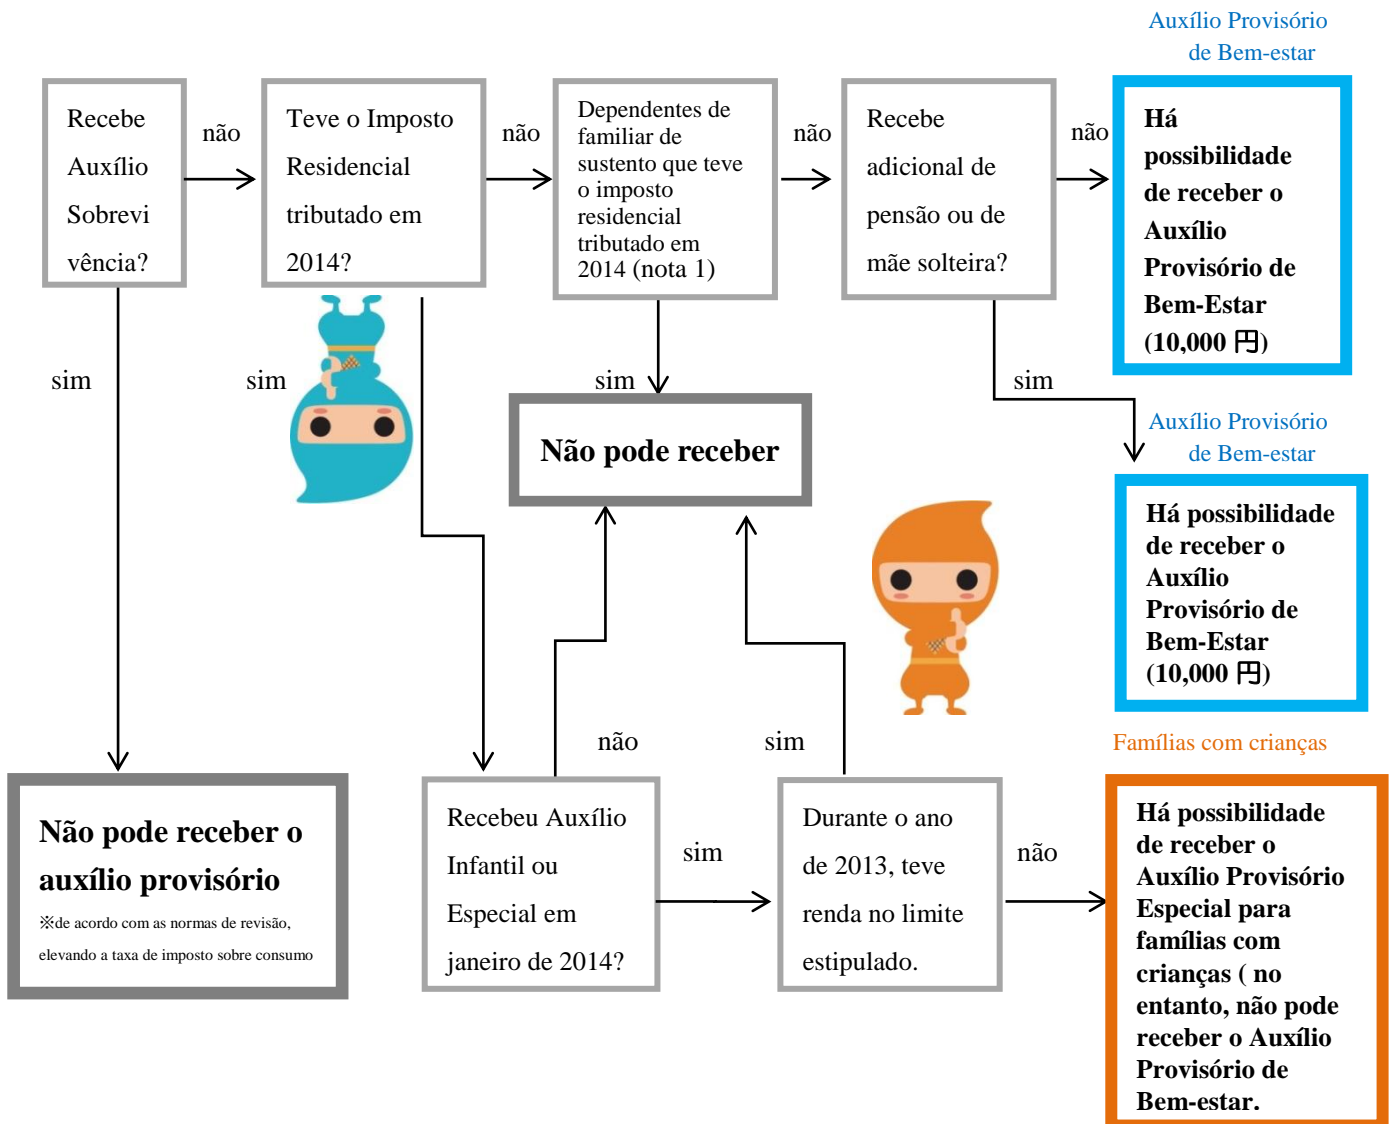 Auxílio Provisório
de Bem-estar
Recebe
Auxílio
Sobrevi
vência?
não
Teve o Imposto
Residencial
tributado em
2014?
não
Dependentes de
familiar de
sustento que teve
o imposto
residencial
tributado em
2014 (nota 1)
não
Recebe
adicional de
pensão ou de
mãe solteira?
não
Há
possibilidade
de receber o
Auxílio
Provisório de
Bem-Estar
(10,000 円)
sim
sim
sim
sim
Não pode receber
Auxílio Provisório
de Bem-estar
Há possibilidade
de receber o
Auxílio
Provisório de
Bem-Estar
(10,000 円)
não
sim
Famílias com crianças
Não pode receber o
auxílio provisório
※de acordo com as normas de revisão,
elevando a taxa de imposto sobre consumo
Recebeu Auxílio
Infantil ou
Especial em
janeiro de 2014?
sim
Durante o ano
de 2013, teve
renda no limite
estipulado.
não
Há possibilidade
de receber o
Auxílio Provisório
Especial para
famílias com
crianças ( no
entanto, não pode
receber o Auxílio
Provisório de
Bem-estar.